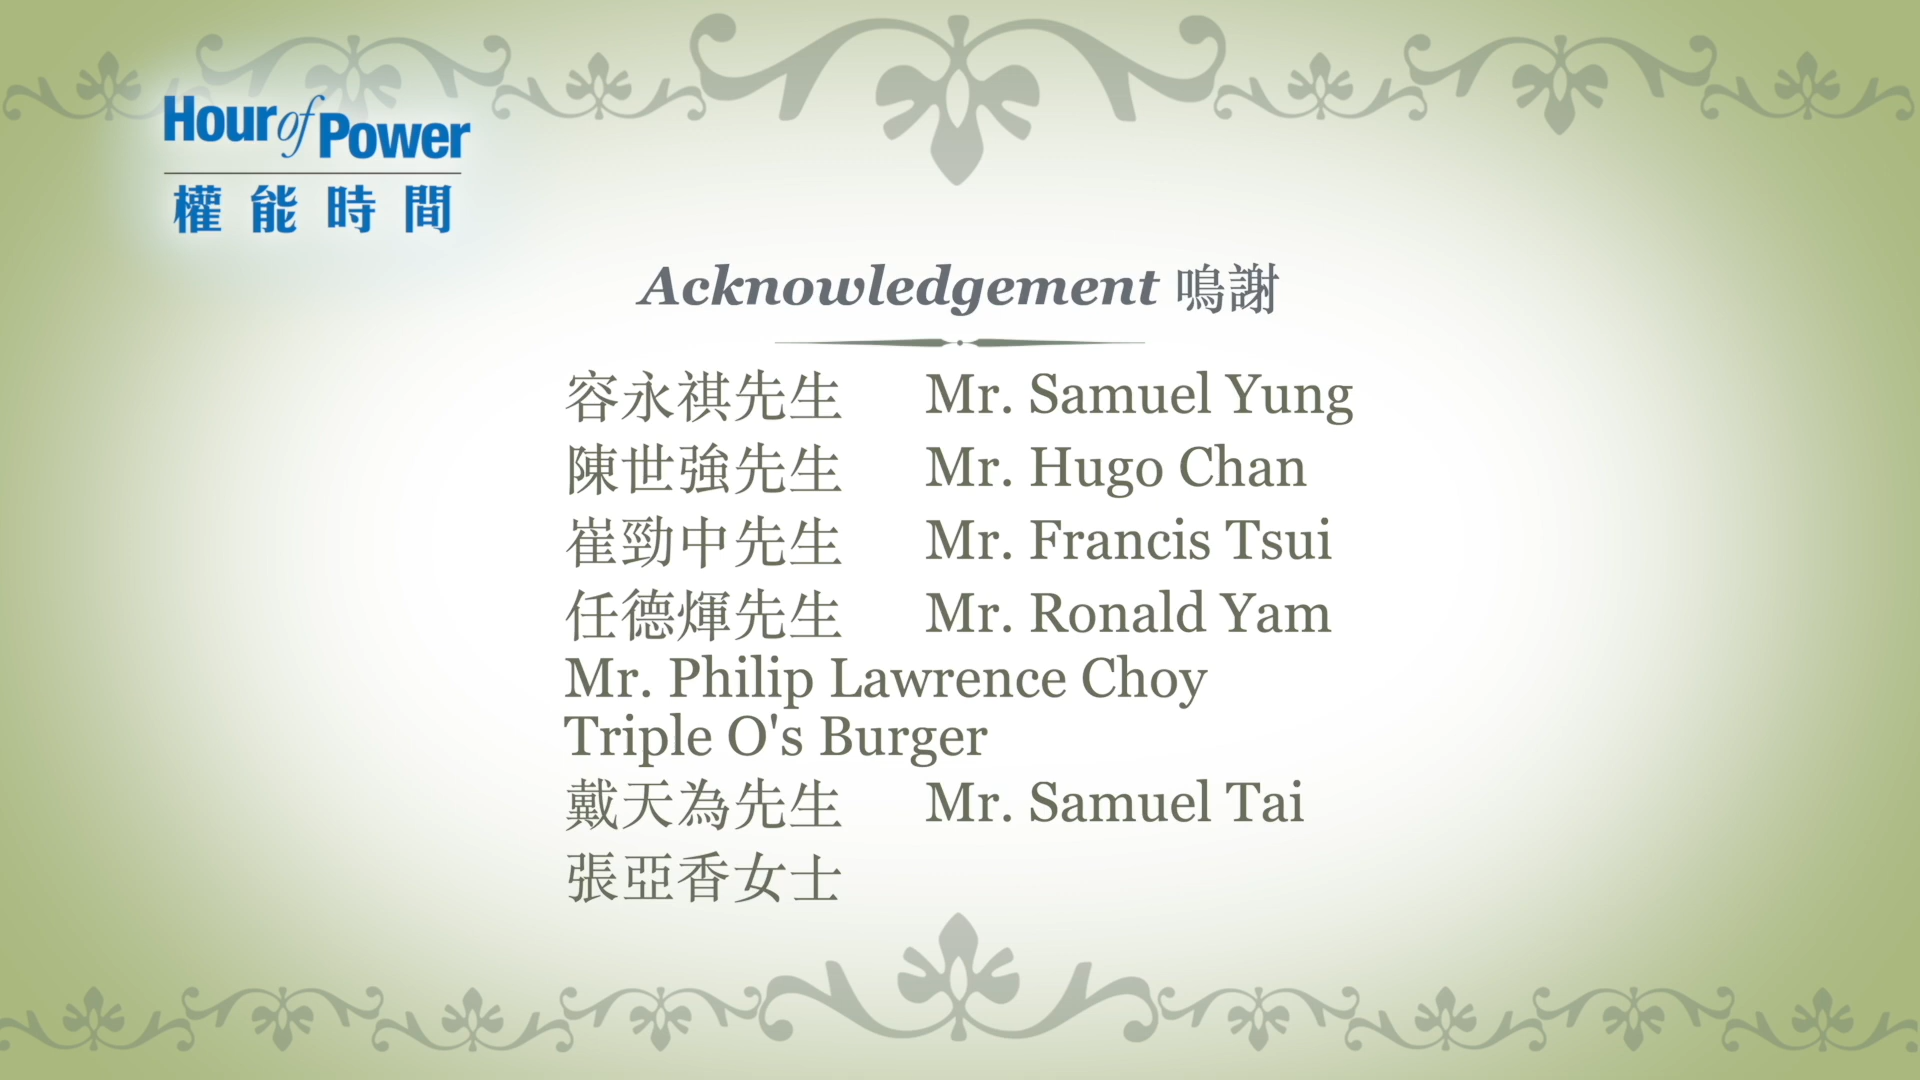 Hour of Power
權能時間
Acknowledgement 鳴謝
容永祺先生 Mr. Samuel Yung
陳世強先生 Mr. Hugo Chan
崔勁中先生 Mr. Francis Tsui
任德煇先生 Mr. Ronald Yam
Mr. Philip Lawrence Choy
Triple O's Burger
戴天為先生 Mr. Samuel Tai
張亞香女士